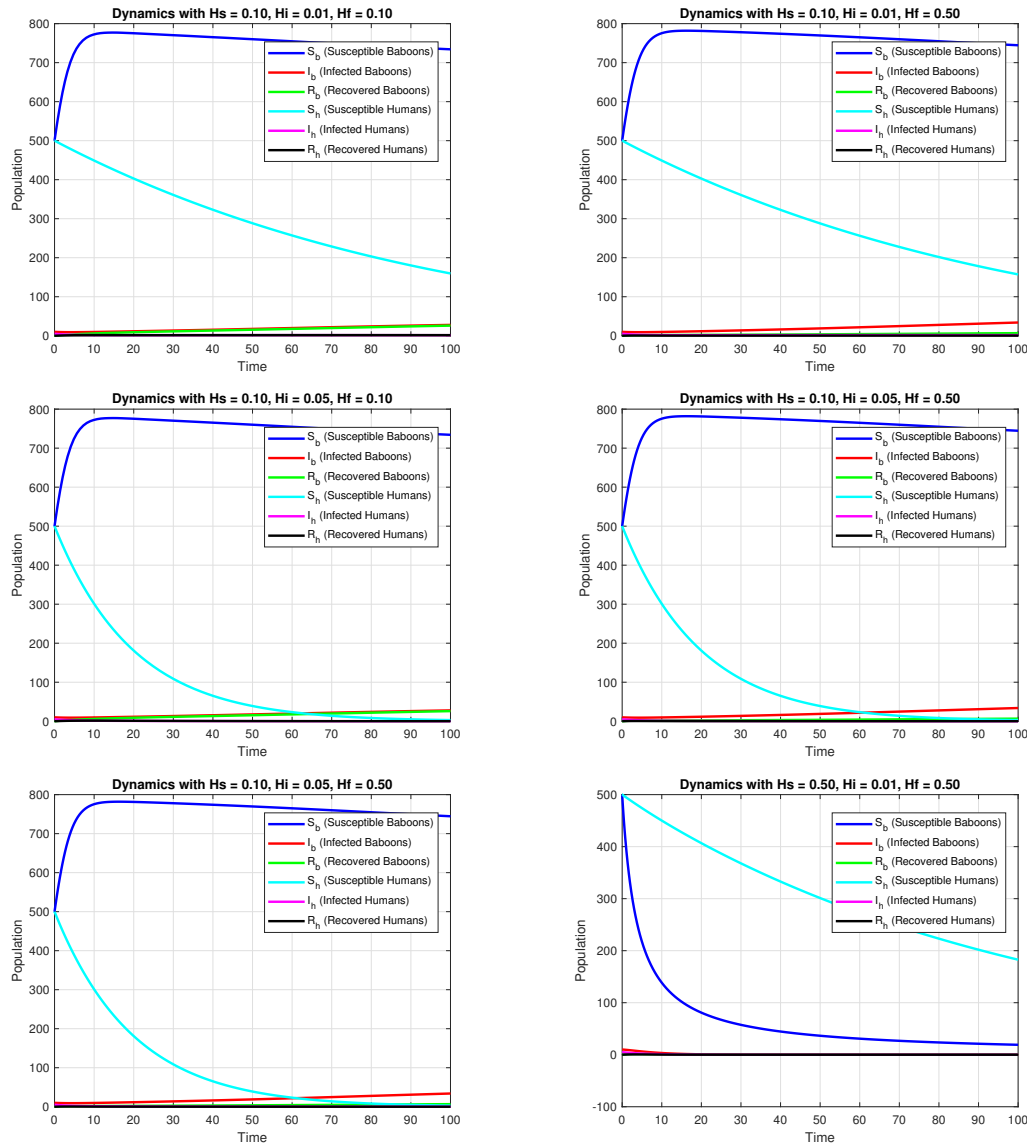 Dynamics with Hs = 0.10, Hi = 0.01, Hf = 0.10
800
700
600
500
400
300
200
100
0
Population
S_b (Susceptible Baboons)
I_b (Infected Baboons)
R_b (Recovered Baboons)
S_h (Susceptible Humans)
I_h (Infected Humans)
R_h (Recovered Humans)
0 10 20 30 40 50 60 70 80 90 100
Time
Dynamics with Hs = 0.10, Hi = 0.01, Hf = 0.50
800
700
600
500
400
300
200
100
0
Population
S_b (Susceptible Baboons)
I_b (Infected Baboons)
R_b (Recovered Baboons)
S_h (Susceptible Humans)
I_h (Infected Humans)
R_h (Recovered Humans)
0 10 20 30 40 50 60 70 80 90 100
Time
Dynamics with Hs = 0.10, Hi = 0.05, Hf = 0.10
800
700
600
500
400
300
200
100
0
Population
S_b (Susceptible Baboons)
I_b (Infected Baboons)
R_b (Recovered Baboons)
S_h (Susceptible Humans)
I_h (Infected Humans)
R_h (Recovered Humans)
0 10 20 30 40 50 60 70 80 90 100
Time
Dynamics with Hs = 0.10, Hi = 0.05, Hf = 0.50
800
700
600
500
400
300
200
100
0
Population
S_b (Susceptible Baboons)
I_b (Infected Baboons)
R_b (Recovered Baboons)
S_h (Susceptible Humans)
I_h (Infected Humans)
R_h (Recovered Humans)
0 10 20 30 40 50 60 70 80 90 100
Time
Dynamics with Hs = 0.10, Hi = 0.05, Hf = 0.50
800
700
600
500
400
300
200
100
0
Population
S_b (Susceptible Baboons)
I_b (Infected Baboons)
R_b (Recovered Baboons)
S_h (Susceptible Humans)
I_h (Infected Humans)
R_h (Recovered Humans)
0 10 20 30 40 50 60 70 80 90 100
Time
Dynamics with Hs = 0.50, Hi = 0.01, Hf = 0.50
500
400
300
200
100
0
-100
Population
S_b (Susceptible Baboons)
I_b (Infected Baboons)
R_b (Recovered Baboons)
S_h (Susceptible Humans)
I_h (Infected Humans)
R_h (Recovered Humans)
0 10 20 30 40 50 60 70 80 90 100
Time